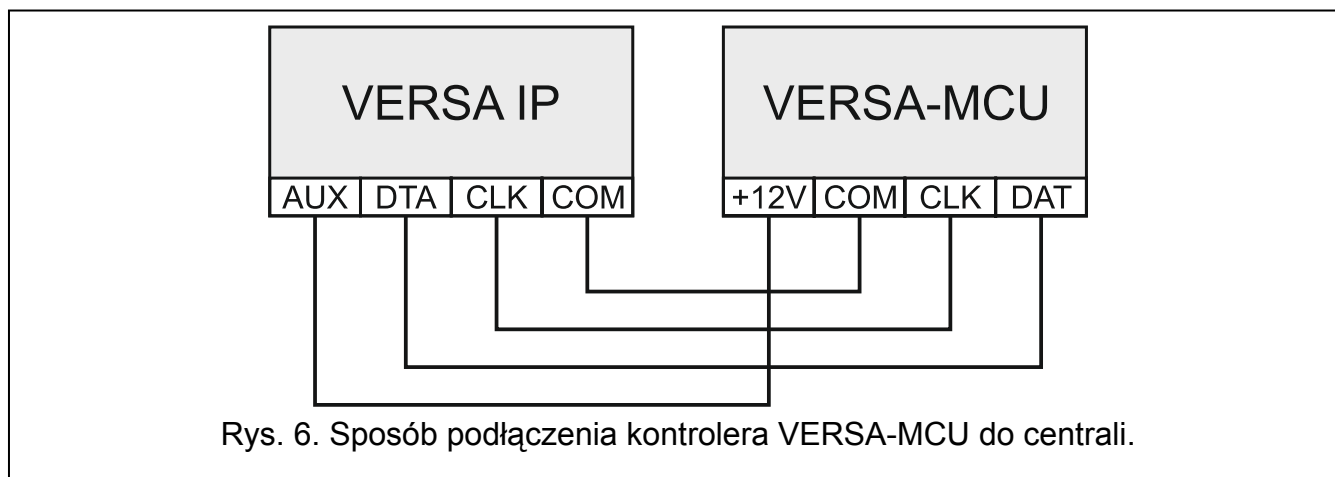 VERSA IP
VERSA-MCU
AUX DTA CLK COM
+12V COM CLK DAT
Rys. 6. Sposób podłączenia kontrolera VERSA-MCU do centrali.